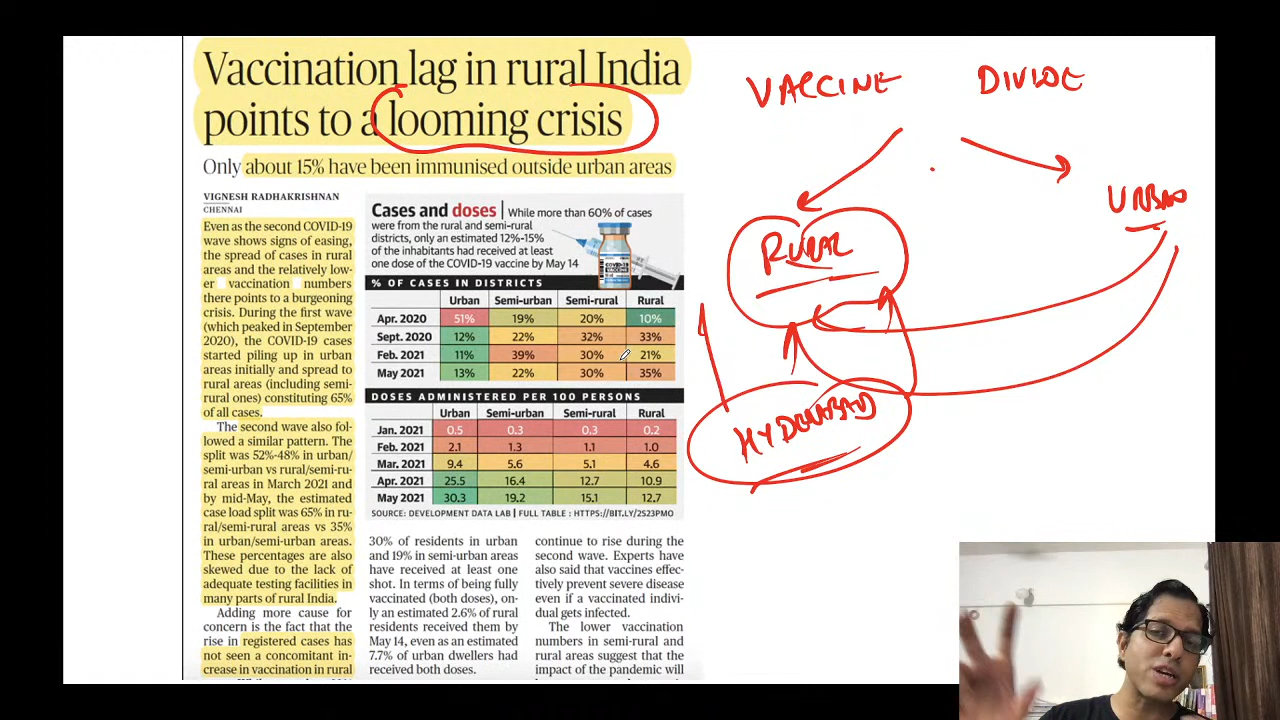 Vaccination lag in rural India
points to a looming crisis
Only about 15% have been immunised outside urban areas
VIGNESH RADHAKRISHNAN
CHENNAI
Even as the second COVID-19
wave shows signs of easing,
the spread of cases in rural
areas and the relatively low-
er vaccination numbers
there points to a burgeoning
crisis. During the first wave
(which peaked in September
2020), the COVID cases
started piling up in urban
areas initially and spread to
rural areas (including semi-
rural ones) constituting 65%
of all cases.
The second wave also fol-
lowed a similar pattern. The
split was 52%-48% in urban/
semi-urban vs rural/semi-ru-
ral areas in March 2021 and
by mid-May, the estimated
case load split was 65% in ru-
ral/semi-rural areas vs 35%
in urban/semi-urban areas.
These percentages are also
skewed due to the lack of
adequate testing facilities in
many parts of rural India.
Adding more cause for
concern is the fact that the
rise in registered cases has
not seen a concomitant in-
crease in vaccination in rural
Cases and doses | While more than 60% of cases
were from the rural and semi-rural
districts, only an estimated 12%-15%
of the inhabitants had received at least
one dose of the COVID-19 vaccine by May 14
COVID-19
VACCINE
% OF CASES IN DISTRICTS
Urban Semi-urban Semi-rural Rural
Apr. 2020 51% 19% 20% 10%
Sept. 2020 12% 22% 32% 33%
Feb. 2021 11% 39% 30% 21%
May 2021 13% 22% 30% 35%
DOSES ADMINISTERED PER 100 PERSONS
Urban Semi-urban Semi-rural Rural
Jan. 2021 0.5 0.3 0.3 0.2
Feb. 2021 2.1 1.3 1.1 1.0
Mar. 2021 9.4 5.6 5.1 4.6
Apr. 2021 25.5 16.4 12.7 10.9
May 2021 30.3 19.2 15.1 12.7
SOURCE: DEVELOPMENT DATA LAB | FULL TABLE : HTTPS://BIT.LY/2S23PMO
30% of residents in urban
and 19% in semi-urban areas
have received at least one
shot. In terms of being fully
vaccinated (both doses), on-
ly an estimated 2.6% of rural
residents received them by
May 14, even as an estimated
7.7% of urban dwellers had
received both doses.
continue to rise during the
second wave. Experts have
also said that vaccines effec-
tively prevent severe disease
even if a vaccinated indivi-
dual gets infected.
The lower vaccination
numbers in semi-rural and
rural areas suggest that the
impact of the pandemic will
VACCINE DIVIDE
RURAL
URBAN
HYDERABAD